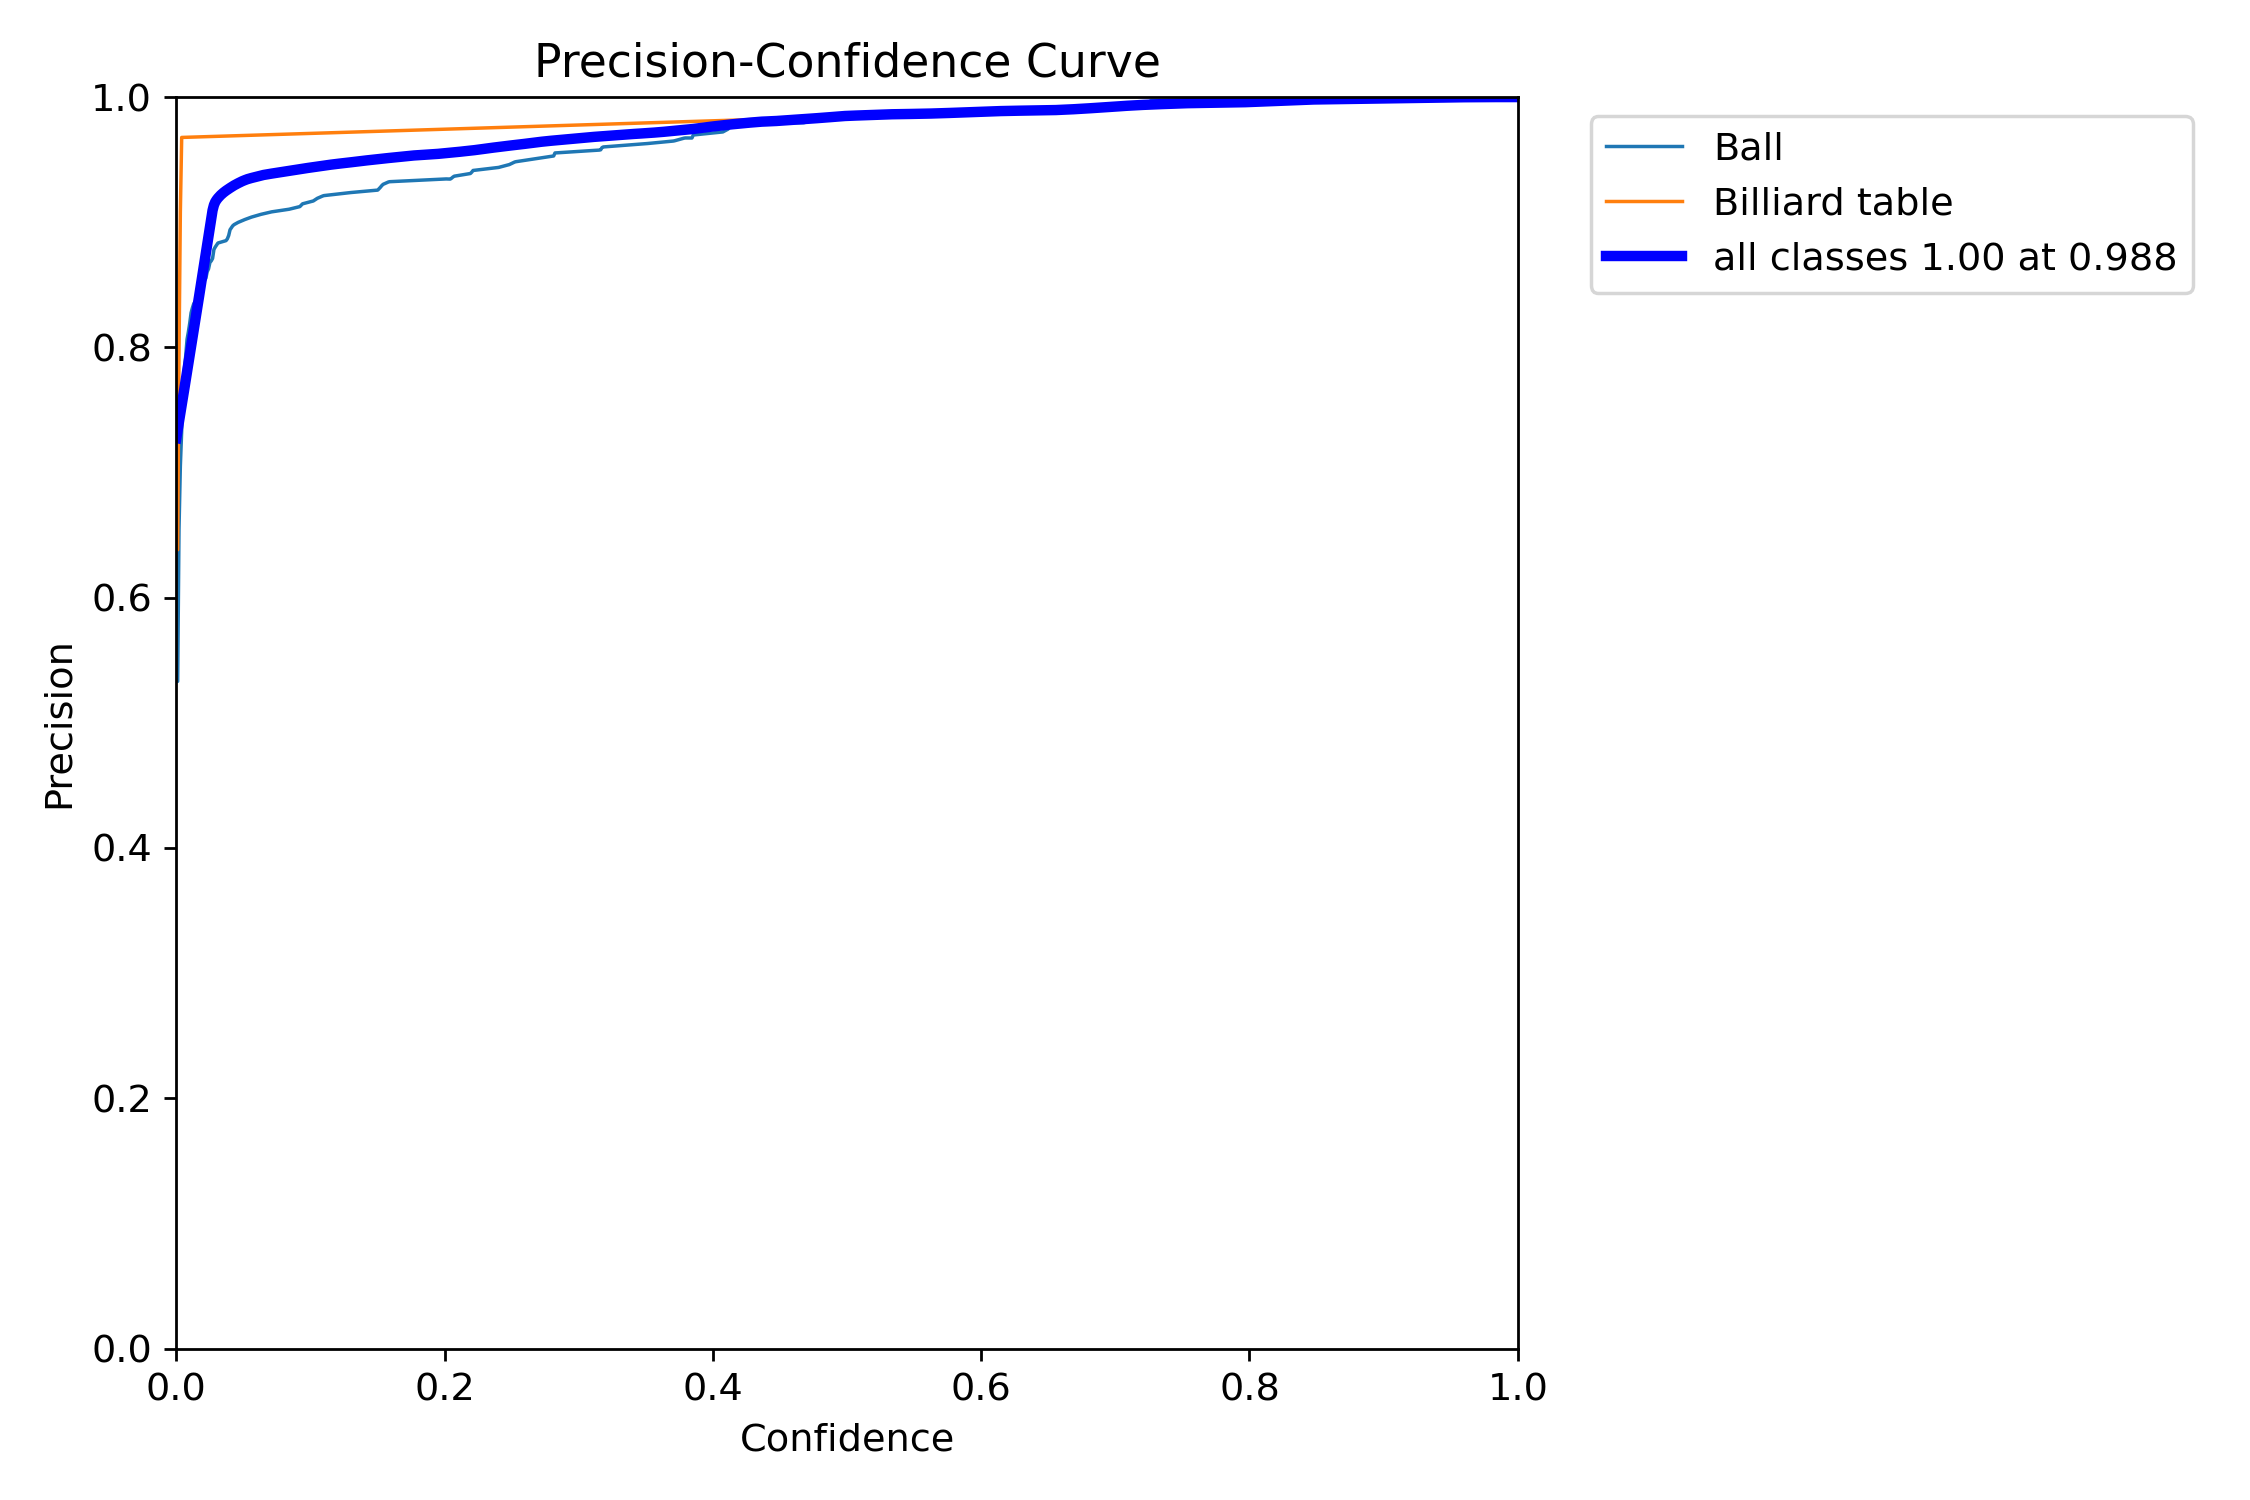 Precision-Confidence Curve
1.0
0.8
0.6
0.4
0.2
0.0
Precision
0.0 0.2 0.4 0.6 0.8 1.0
Confidence
Ball
Billiard table
all classes 1.00 at 0.988